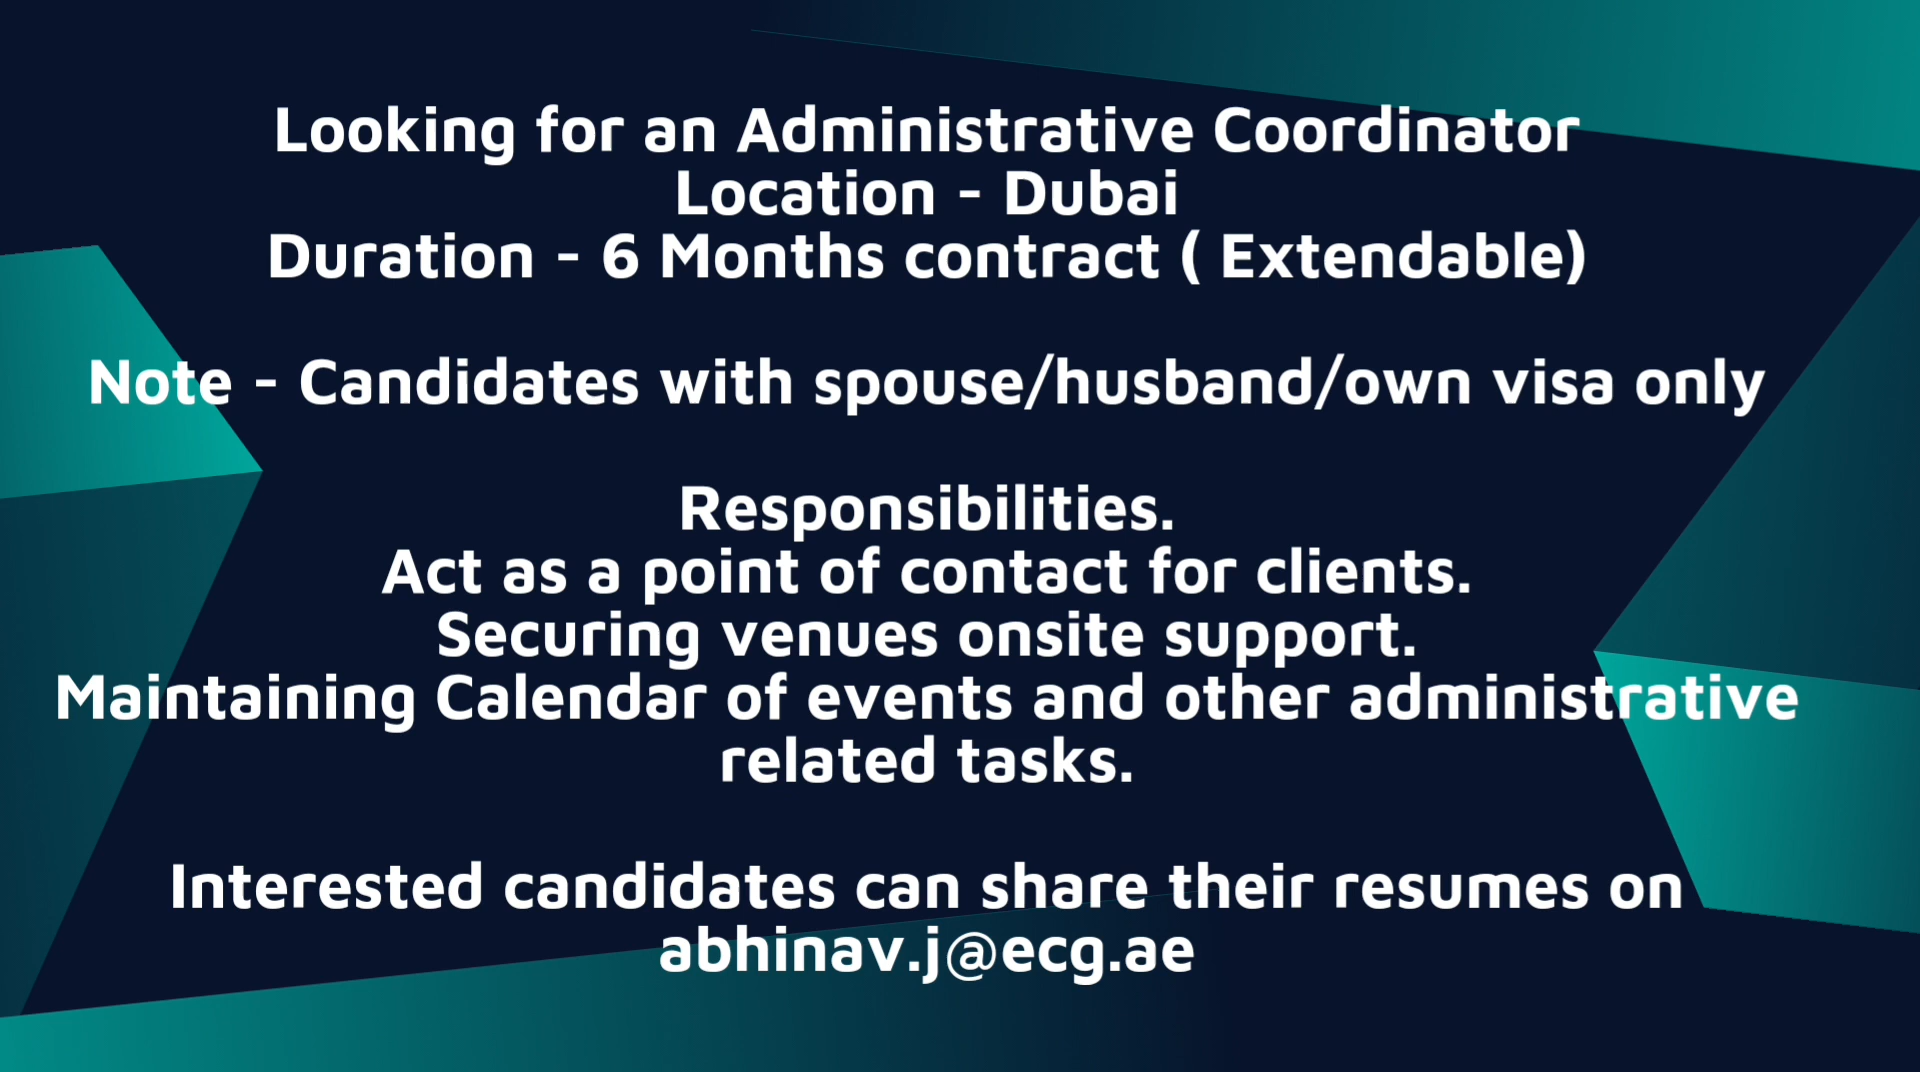 Looking for an Administrative Coordinator
Location - Dubai
Duration - 6 Months contract ( Extendable)
Note - Candidates with spouse/husband/own visa only
Responsibilities.
Act as a point of contact for clients.
Securing venues onsite support.
Maintaining Calendar of events and other administrative
related tasks.
Interested candidates can share their resumes on
abhinav.j@ecg.ae